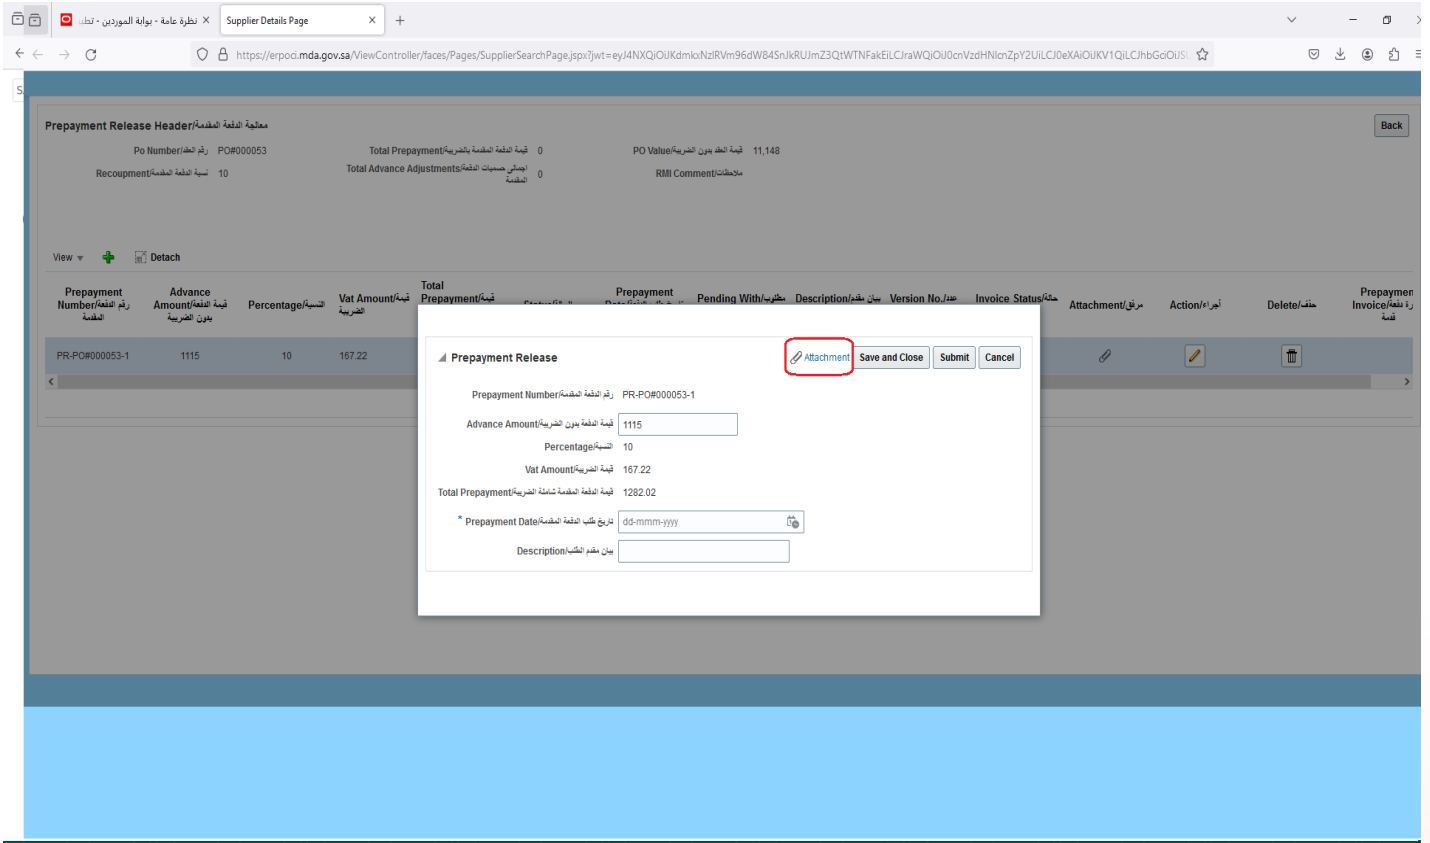 نظرة عامة - بوابة الموردين - تطب
Supplier Details Page
https://erpoci.mda.gov.sa/ViewController/faces/Pages/SupplierSearchPage.jspx?jwt=
Prepayment Release Header/معالجة الدفعة المقدمة
Back
Po Number/رقم العقد PO#000053
Total Prepayment/قيمة الدفعة المقدمة بالضريبة 0
PO Value/قيمة العقد بدون الضريبة 11,148
Recoupment/نسبة الدفعة المقدمة 10
Total Advance Adjustments/اجمالي حسميات الدفعة المقدمة 0
RMI Comment/ملاحظات
View
Detach
Prepayment Number/رقم الدفعة المقدمة
Advance Amount/قيمة الدفعة بدون الضريبة
Percentage/النسبة
Vat Amount/قيمة الضريبة
Total Prepayment/قيمة
Prepayment
Pending With/مطلوب
Description/بيان مقدم
Version No./عدد
Invoice Status/حالة
Attachment/مرفق
Action/أجراء
Delete/حذف
Prepaymen
PR-PO#000053-1 1115 10 167.22
Prepayment Release
Attachment
Save and Close
Submit
Cancel
Prepayment Number/رقم الدفعة المقدمة PR-PO#000053-1
Advance Amount/قيمة الدفعة بدون الضريبة 1115
Percentage/النسبة 10
Vat Amount/قيمة الضريبة 167.22
Total Prepayment/قيمة الدفعة المقدمة شاملة الضريبة 1282.02
* Prepayment Date/تاريخ طلب الدفعة المقدمة dd-mmm-yyyy
Description/بيان مقدم الطلب